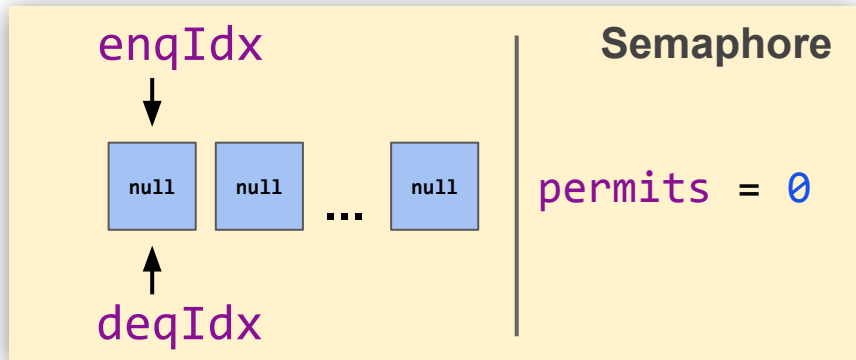 enqIdx
Semaphore
null null ... null
permits = 0
deqIdx